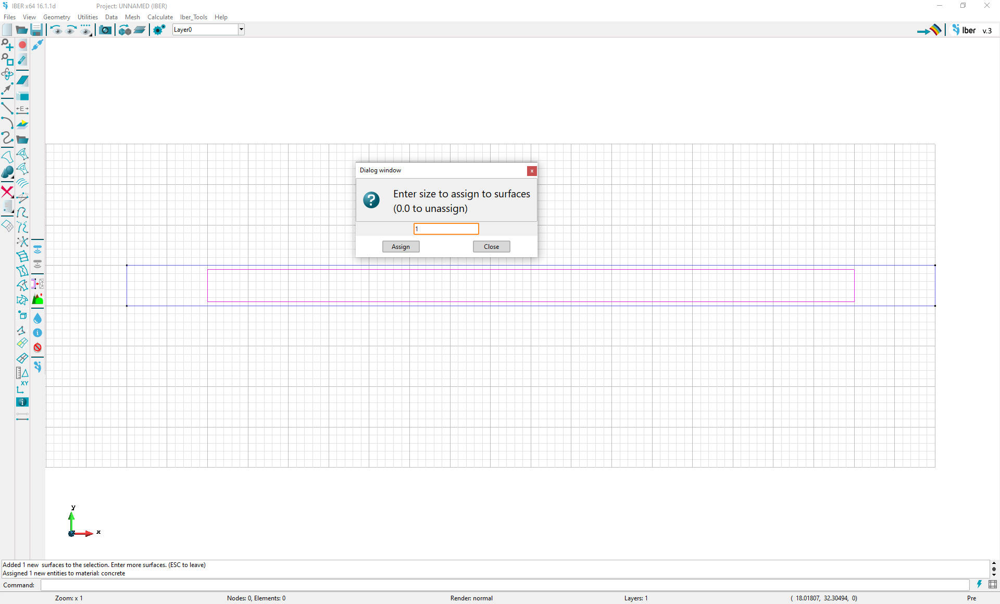 IBER x64 16.1.1d
Project: UNNAMED (IBER)
Files View Geometry Utilities Data Mesh Calculate Iber_Tools Help
Layer0
Iber v.3
E
XY
Dialog window
x
Enter size to assign to surfaces
(0.0 to unassign)
1
Assign Close
y
z
x
Added 1 new surfaces to the selection. Enter more surfaces. (ESC to leave)
Assigned 1 new entities to material: concrete
Command:
Zoom: x 1 Nodes: 0, Elements: 0 Render: normal Layers: 1 ( 18.01807, 32.30494, 0) Pre